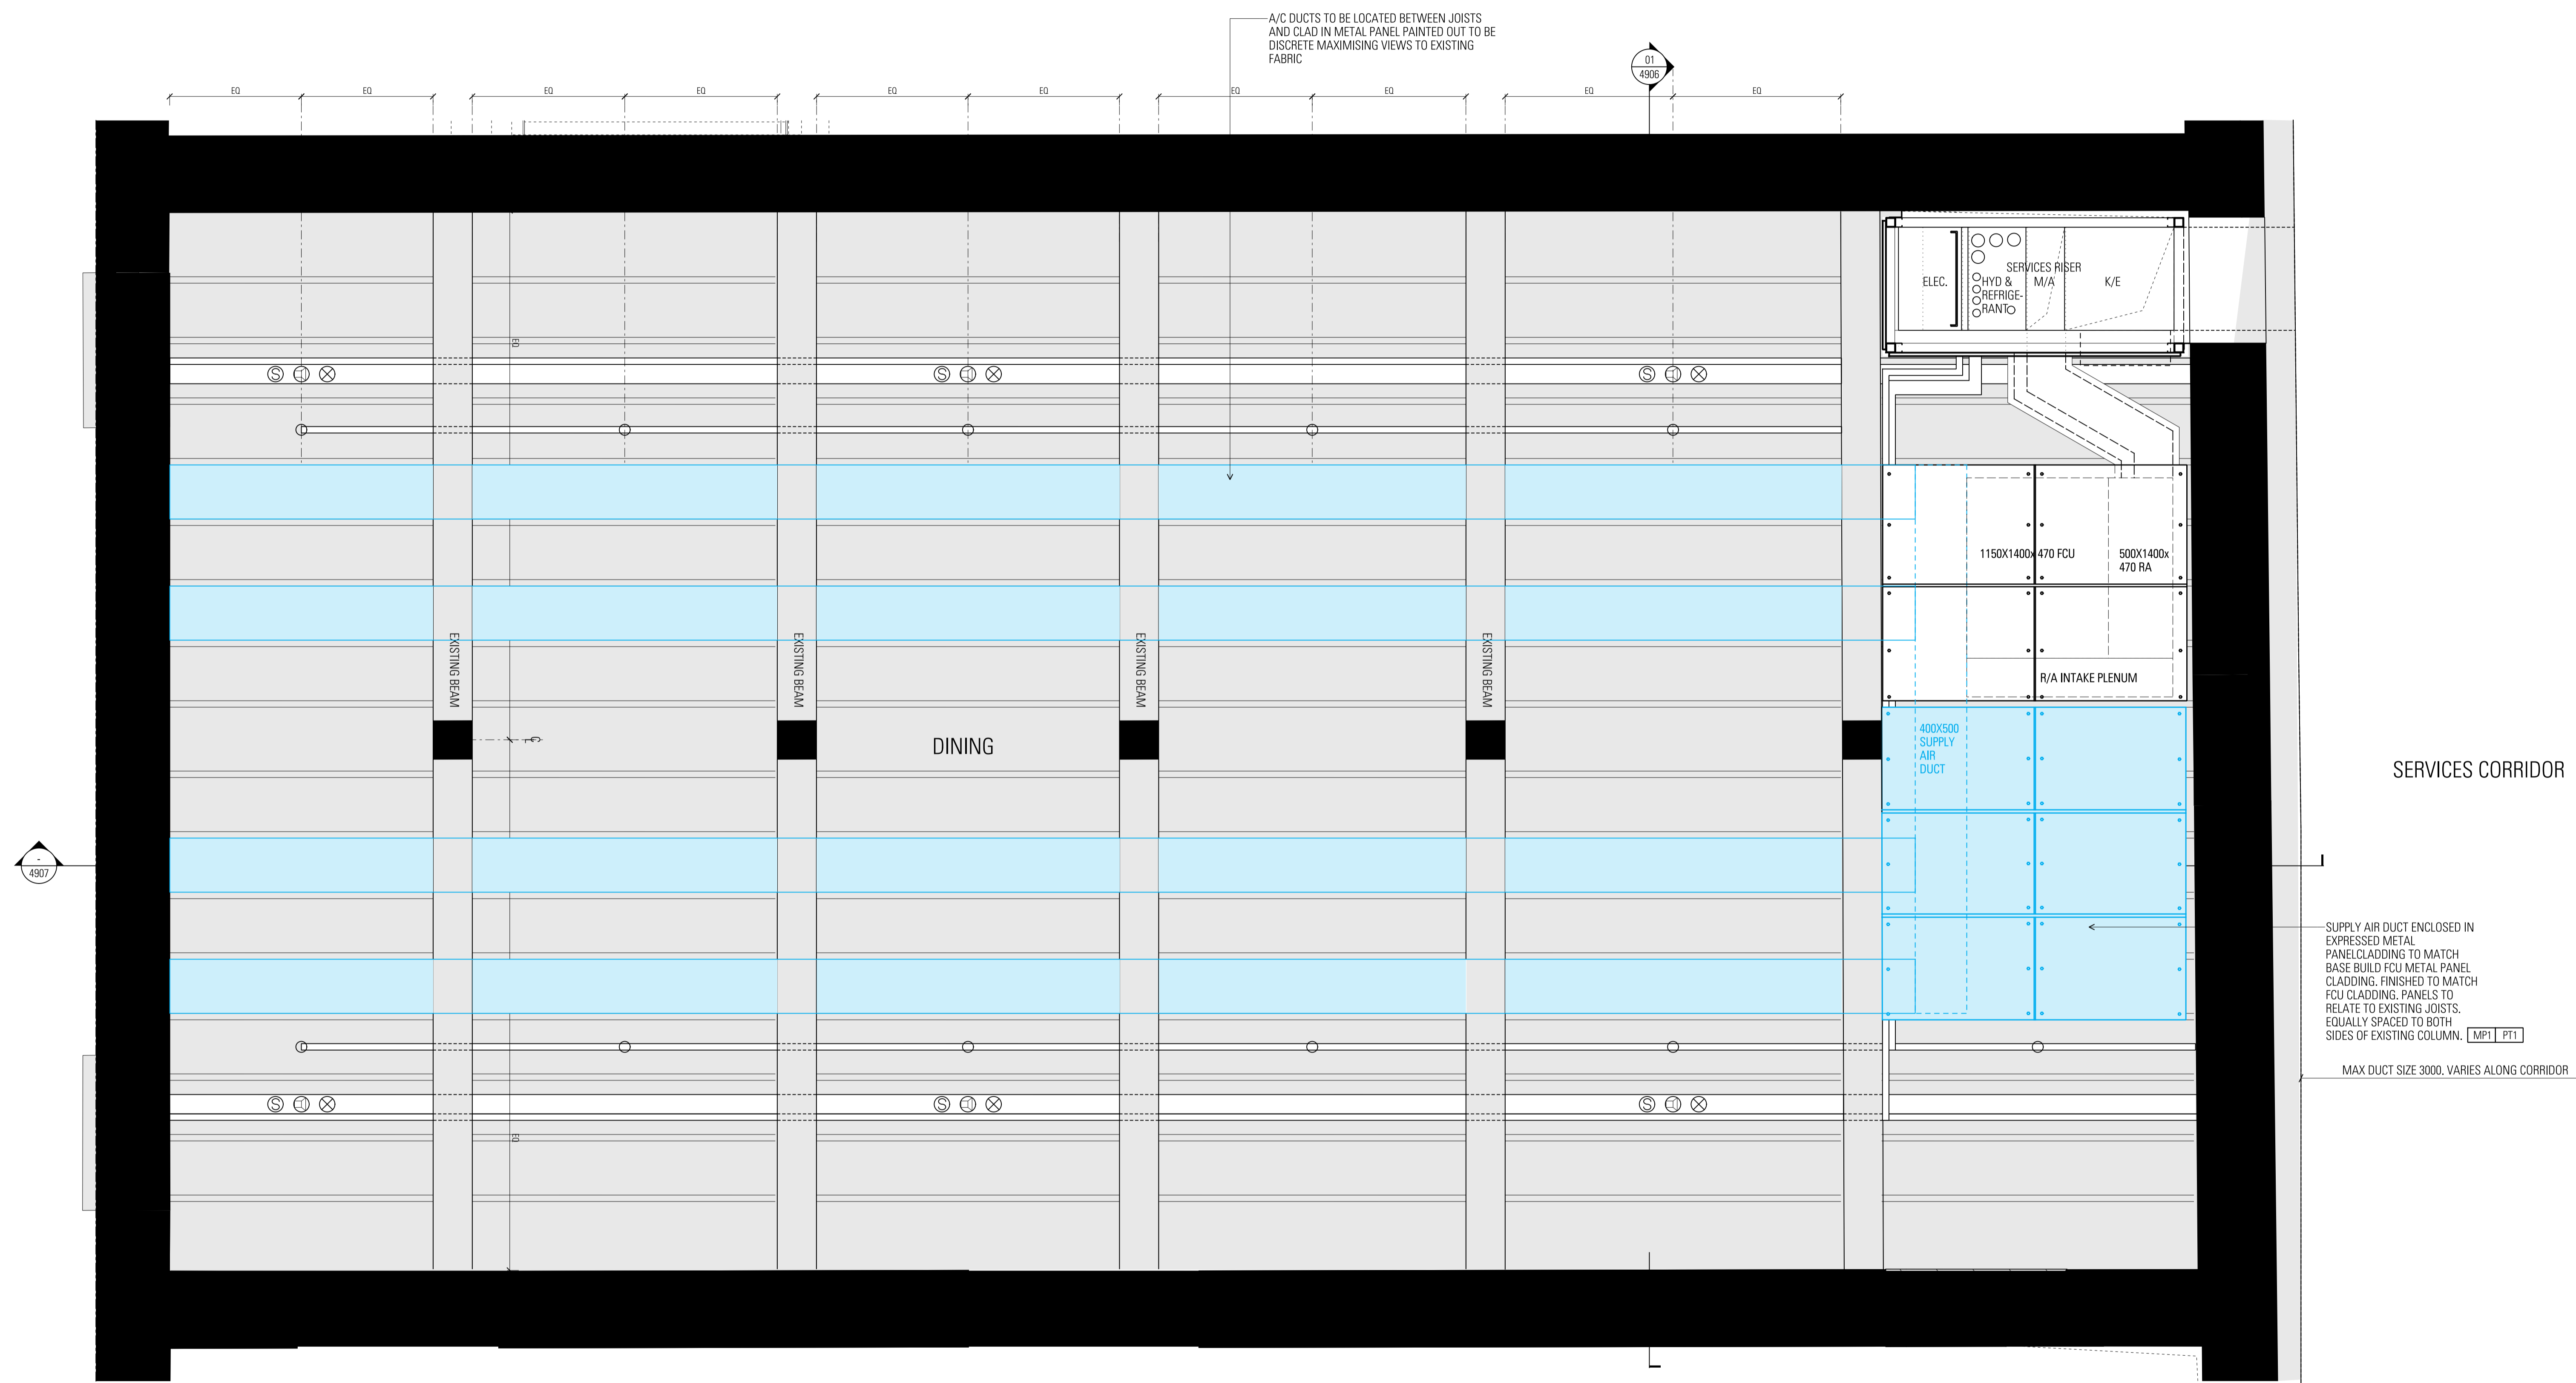 A/C DUCTS TO BE LOCATED BETWEEN JOISTS
AND CLAD IN METAL PANEL PAINTED OUT TO BE
DISCRETE MAXIMISING VIEWS TO EXISTING
FABRIC
01
4906
EQ
EQ
EQ
EQ
EQ
EQ
EQ
EQ
EQ
EQ
SERVICES RISER
ELEC.
HYD &
REFRIGE-
RANT
M/A
K/E
EQ
S
S
S
1150X1400x 470 FCU
500X1400x
470 RA
EXISTING BEAM
EXISTING BEAM
EXISTING BEAM
EXISTING BEAM
R/A INTAKE PLENUM
CL
DINING
400X500
SUPPLY
AIR
DUCT
SERVICES CORRIDOR
-
4907
SUPPLY AIR DUCT ENCLOSED IN
EXPRESSED METAL
PANELCLADDING TO MATCH
BASE BUILD FCU METAL PANEL
CLADDING. FINISHED TO MATCH
FCU CLADDING. PANELS TO
RELATE TO EXISTING JOISTS.
EQUALLY SPACED TO BOTH
SIDES OF EXISTING COLUMN. MP1 PT1
MAX DUCT SIZE 3000. VARIES ALONG CORRIDOR
S
S
S
EQ